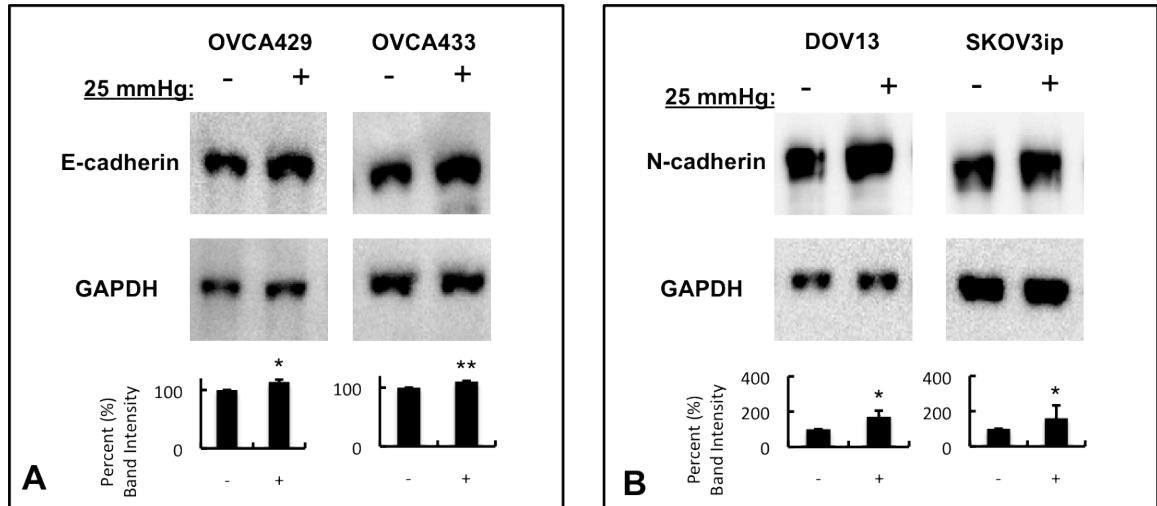 OVCA429 OVCA433
25 mmHg: - + - +
E-cadherin
GAPDH
* **
Percent (%)
Band Intensity
100
0
100
0
- + - +
A
DOV13 SKOV3ip
25 mmHg: - + - +
N-cadherin
GAPDH
* *
Percent (%)
Band Intensity
400
200
0
400
200
0
- + - +
B